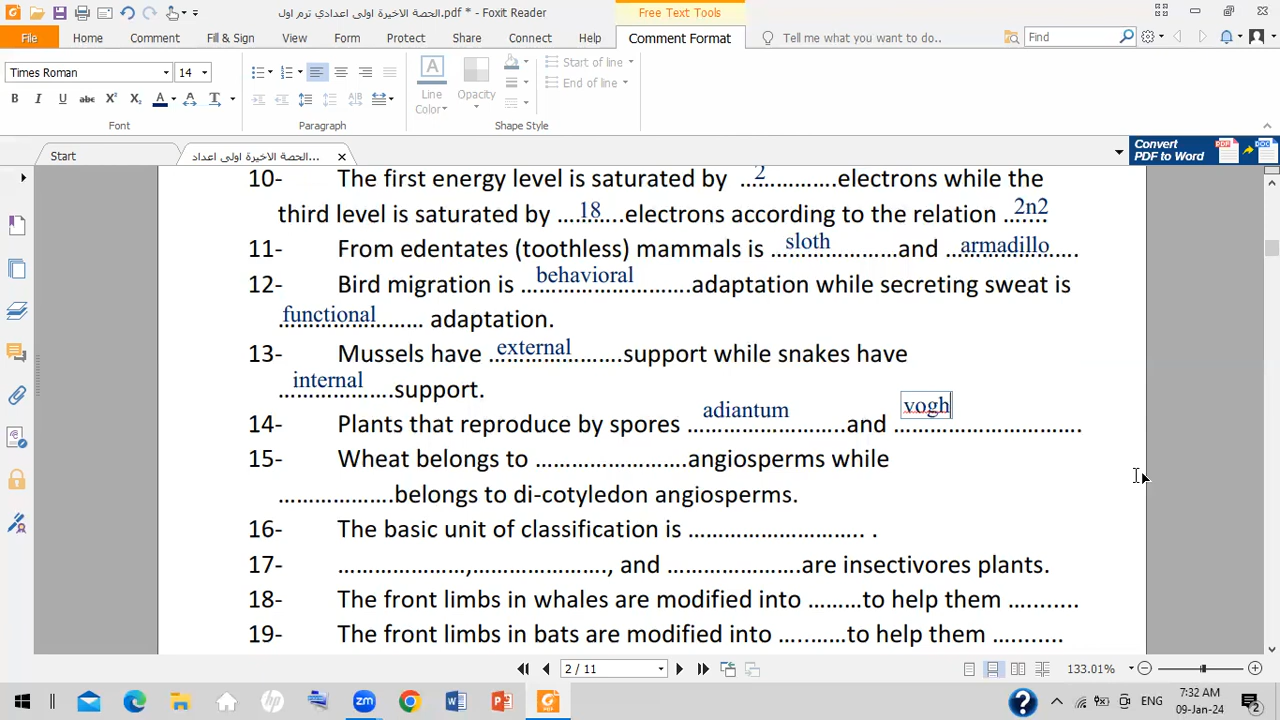 الحصة الاخيرة اولى اعدادي ترم اول.pdf * - Foxit Reader
Free Text Tools
File Home Comment Fill & Sign View Form Protect Share Connect Help Comment Format Tell me what you want to do.. Find
Times Roman 14 Start of line
Line Color Opacity End of line
Font Paragraph Shape Style
Start الحصة الاخيرة اولى اعداد... Convert PDF to Word
10- The first energy level is saturated by ...2............electrons while the
third level is saturated by ....18......electrons according to the relation 2n2
11- From edentates (toothless) mammals is ...sloth...............and ...armadillo...............
12- Bird migration is ...behavioral.....................adaptation while secreting sweat is
functional...................... adaptation.
13- Mussels have ...external.................support while snakes have
internal...................support.
14- Plants that reproduce by spores adiantum........................and vogh...............................
15- Wheat belongs to .........................angiosperms while
...................belongs to di-cotyledon angiosperms.
16- The basic unit of classification is ............................. .
17- .....................,......................., and .......................are insectivores plants.
18- The front limbs in whales are modified into .........to help them ..........
19- The front limbs in bats are modified into ...........to help them ..........
2 / 11 133.01%
zm ENG 7:32 AM
09-Jan-24 2